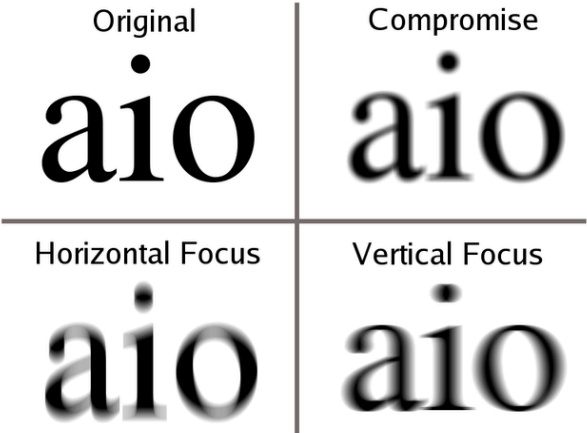 Original
aio
Compromise
aio
Horizontal Focus
aio
Vertical Focus
aio